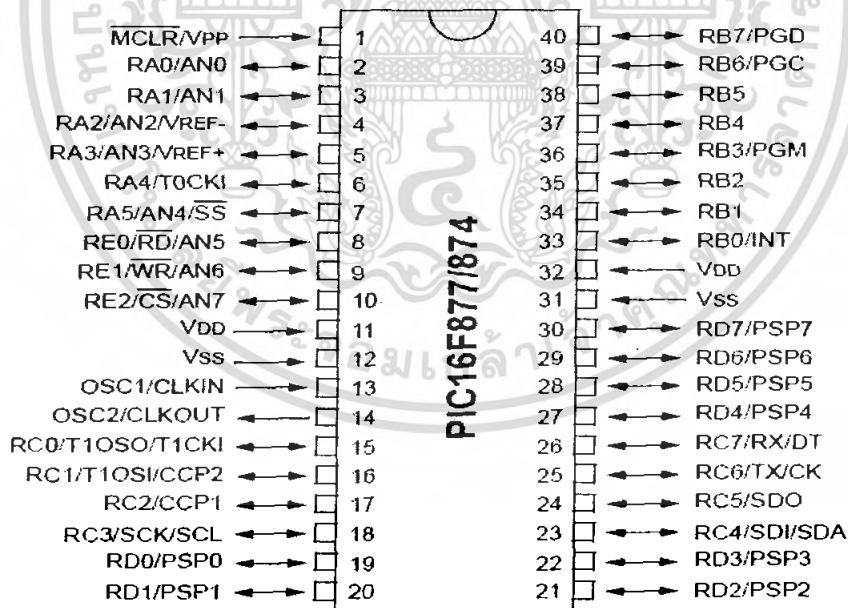 MCLR/VPP 1
RA0/AN0 2
RA1/AN1 3
RA2/AN2/VREF- 4
RA3/AN3/VREF+ 5
RA4/T0CKI 6
RA5/AN4/SS 7
RE0/RD/AN5 8
RE1/WR/AN6 9
RE2/CS/AN7 10
VDD 11
VSS 12
OSC1/CLKIN 13
OSC2/CLKOUT 14
RC0/T1OSO/T1CKI 15
RC1/T1OSI/CCP2 16
RC2/CCP1 17
RC3/SCK/SCL 18
RD0/PSP0 19
RD1/PSP1 20
PIC16F877/874
40 RB7/PGD
39 RB6/PGC
38 RB5
37 RB4
36 RB3/PGM
35 RB2
34 RB1
33 RB0/INT
32 VDD
31 VSS
30 RD7/PSP7
29 RD6/PSP6
28 RD5/PSP5
27 RD4/PSP4
26 RC7/RX/DT
25 RC6/TX/CK
24 RC5/SDO
23 RC4/SDI/SDA
22 RD3/PSP3
21 RD2/PSP2